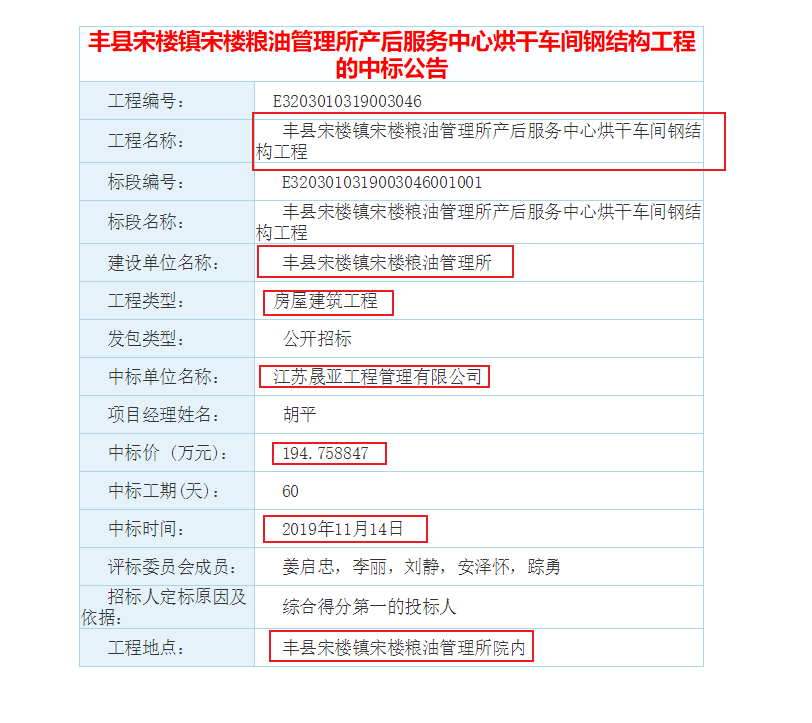 丰县宋楼镇宋楼粮油管理所产后服务中心烘干车间钢结构工程
的中标公告
工程编号： E3203010319003046
工程名称： 丰县宋楼镇宋楼粮油管理所产后服务中心烘干车间钢结
构工程
标段编号： E3203010319003046001001
标段名称： 丰县宋楼镇宋楼粮油管理所产后服务中心烘干车间钢结
构工程
建设单位名称： 丰县宋楼镇宋楼粮油管理所
工程类型： 房屋建筑工程
发包类型： 公开招标
中标单位名称： 江苏晟亚工程管理有限公司
项目经理姓名： 胡平
中标价 (万元)： 194.758847
中标工期(天)： 60
中标时间： 2019年11月14日
评标委员会成员： 姜启忠，李丽，刘静，安泽怀，踪勇
招标人定标原因及
依据： 综合得分第一的投标人
工程地点： 丰县宋楼镇宋楼粮油管理所院内